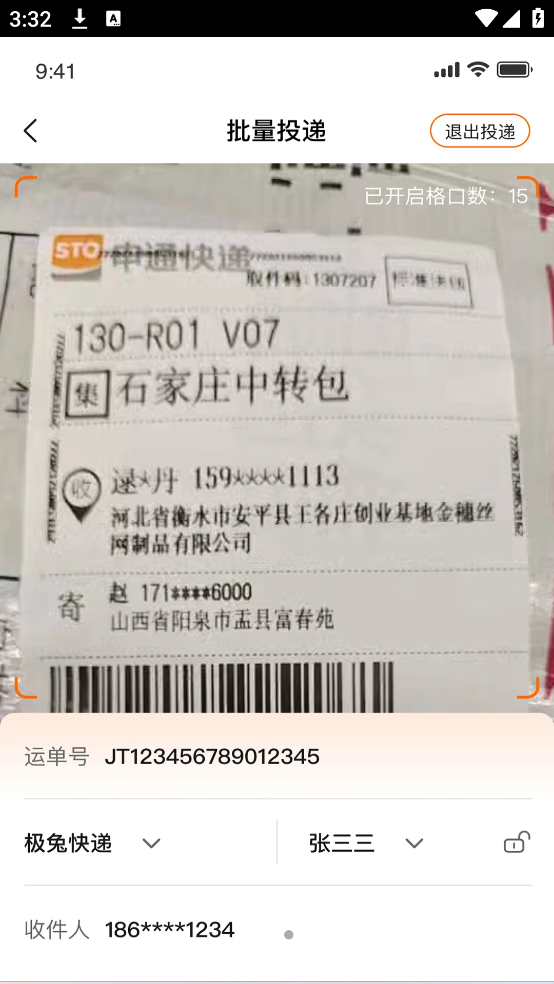 3:32
A
9:41
批量投递
退出投递
已开启格口数：15
STO 申通快递
取件码:1307207
标准快递
130-R01 V07
集 石家庄中转包
收
逯*丹 159****1113
河北省衡水市安平县王各庄创业基地金穗丝
网制品有限公司
寄
赵 171****6000
山西省阳泉市盂县富春苑
运单号 JT123456789012345
极兔快递
张三三
收件人 186****1234